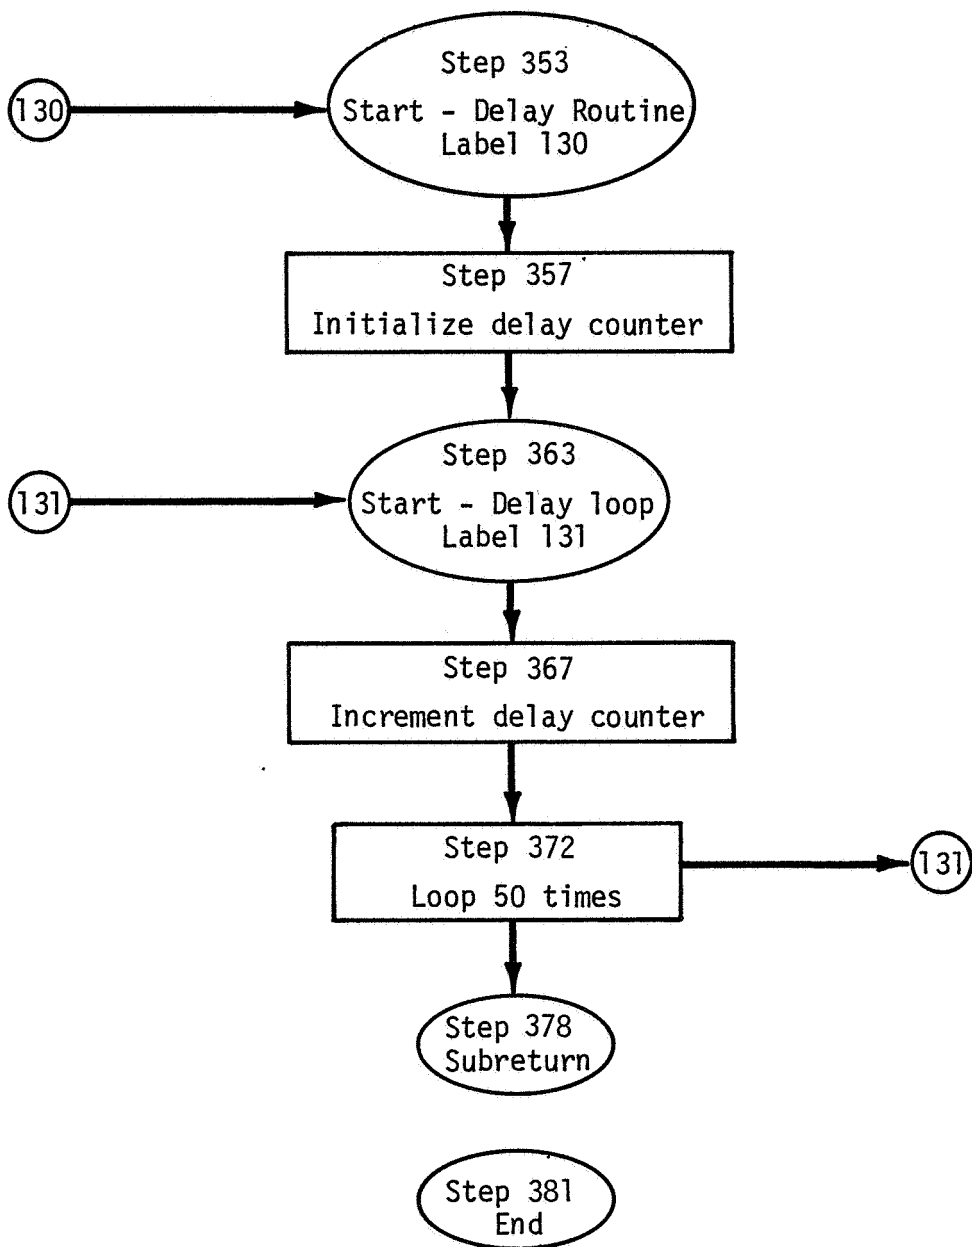 Step 353
130
Start - Delay Routine
Label 130
Step 357
Initialize delay counter
Step 363
131
Start - Delay loop
Label 131
Step 367
Increment delay counter
Step 372
Loop 50 times
131
Step 378
Subreturn
Step 381
End